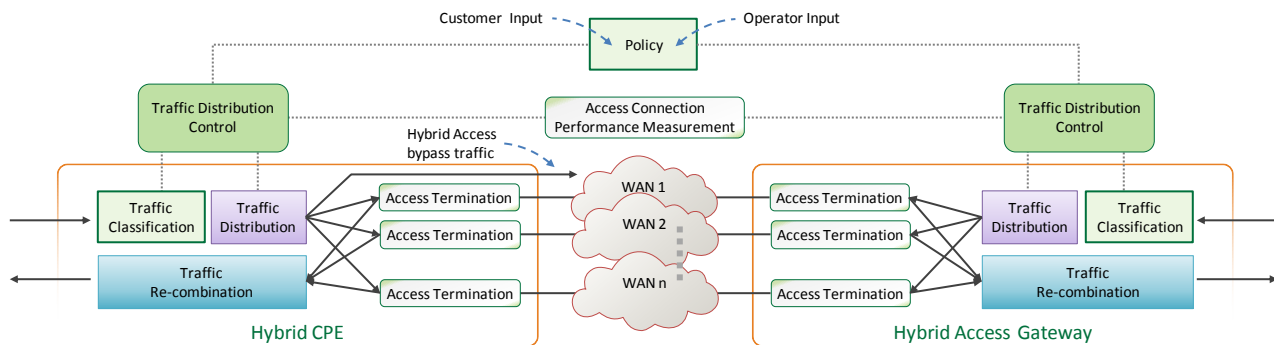 Customer Input
Operator Input
Policy
Traffic Distribution
Control
Access Connection
Performance Measurement
Traffic Distribution
Control
Hybrid Access
bypass traffic
Traffic
Classification
Traffic
Distribution
Access Termination
WAN 1
Access Termination
Traffic
Distribution
Traffic
Classification
Access Termination
WAN 2
Access Termination
Traffic
Re-combination
Access Termination
WAN n
Access Termination
Traffic
Re-combination
Hybrid CPE
Hybrid Access Gateway